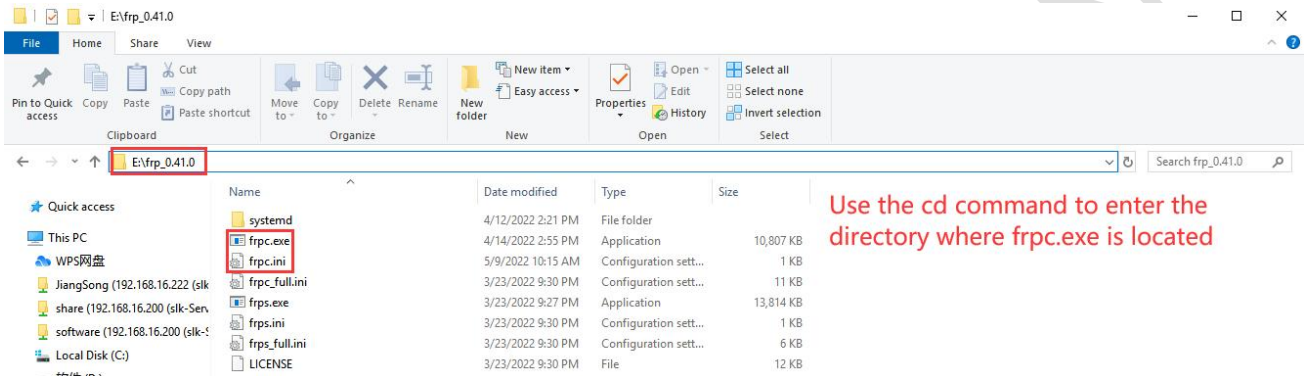 E:\frp_0.41.0
File Home Share View
Pin to Quick access
Copy
Paste
Cut
Copy path
Paste shortcut
Clipboard
Move to
Copy to
Delete
Rename
Organize
New folder
New item
Easy access
New
Properties
Open
Edit
History
Open
Select all
Select none
Invert selection
Select
E:\frp_0.41.0
Search frp_0.41.0
Quick access
This PC
WPS网盘
JiangSong (192.168.16.222 (slk
share (192.168.16.200 (slk-Serv
software (192.168.16.200 (slk-S
Local Disk (C:)
Name Date modified Type Size
systemd 4/12/2022 2:21 PM File folder
frpc.exe 4/14/2022 2:55 PM Application 10,807 KB
frpc.ini 5/9/2022 10:15 AM Configuration sett... 1 KB
frpc_full.ini 3/23/2022 9:30 PM Configuration sett... 11 KB
frps.exe 3/23/2022 9:27 PM Application 13,814 KB
frps.ini 3/23/2022 9:30 PM Configuration sett... 1 KB
frps_full.ini 3/23/2022 9:30 PM Configuration sett... 6 KB
LICENSE 3/23/2022 9:30 PM File 12 KB
Use the cd command to enter the
directory where frpc.exe is located